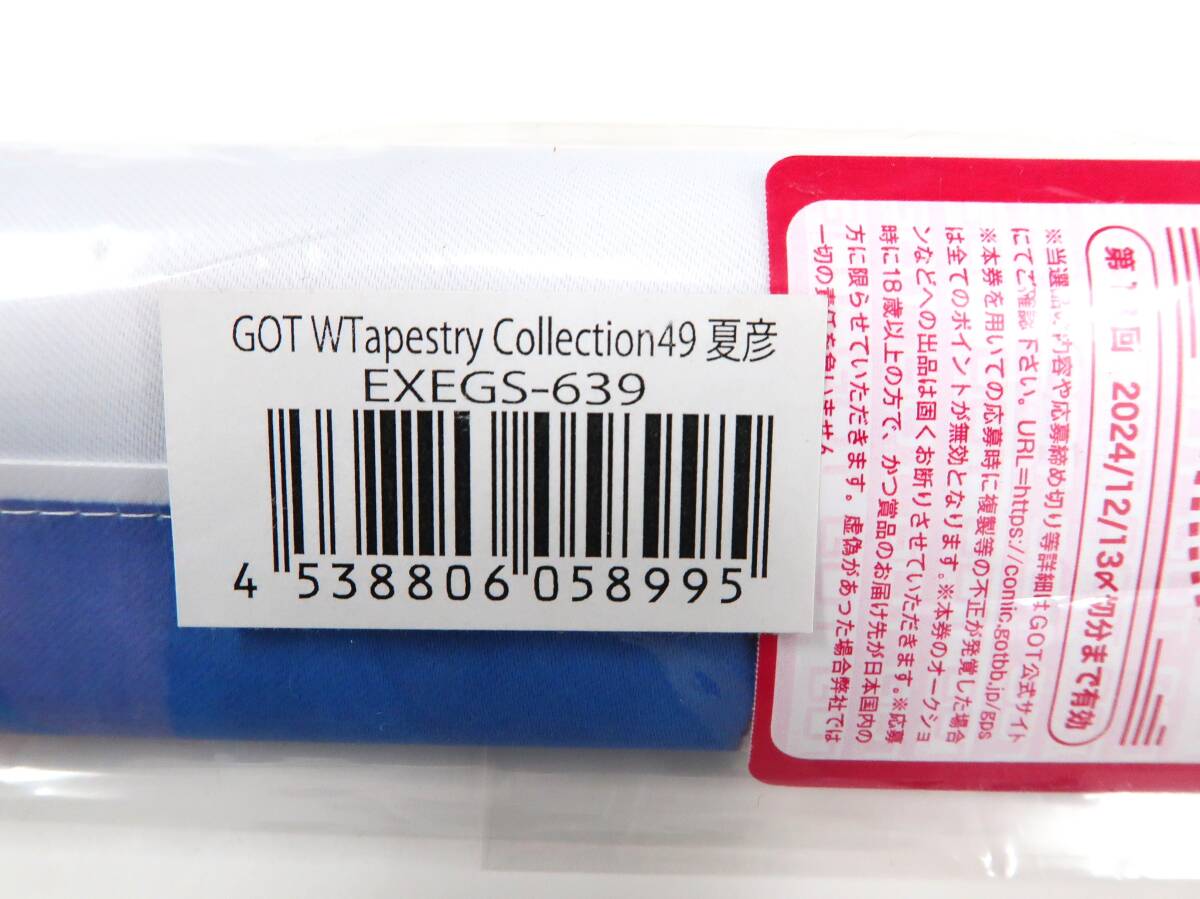 GOT WTapestry Collection49 夏彦
EXEGS-639
4 538806 058995
2024/12/13〆切分まで有効
※当選 内容や応募締め切り等詳細はGOT公式サイト
にてご確認下さい。URL=https://comic.gotbb.jp/gps
※本券を用いての応募時に複製等の不正が発覚した場合
は全てのポイントが無効となります。※本券のオークショ
ンなどへの出品は固くお断りさせていただきます。※応募
時に18歳以上の方で、かつ賞品のお届け先が日本国内の
方に限らせていただきます。虚偽があった場合弊社では
一切の